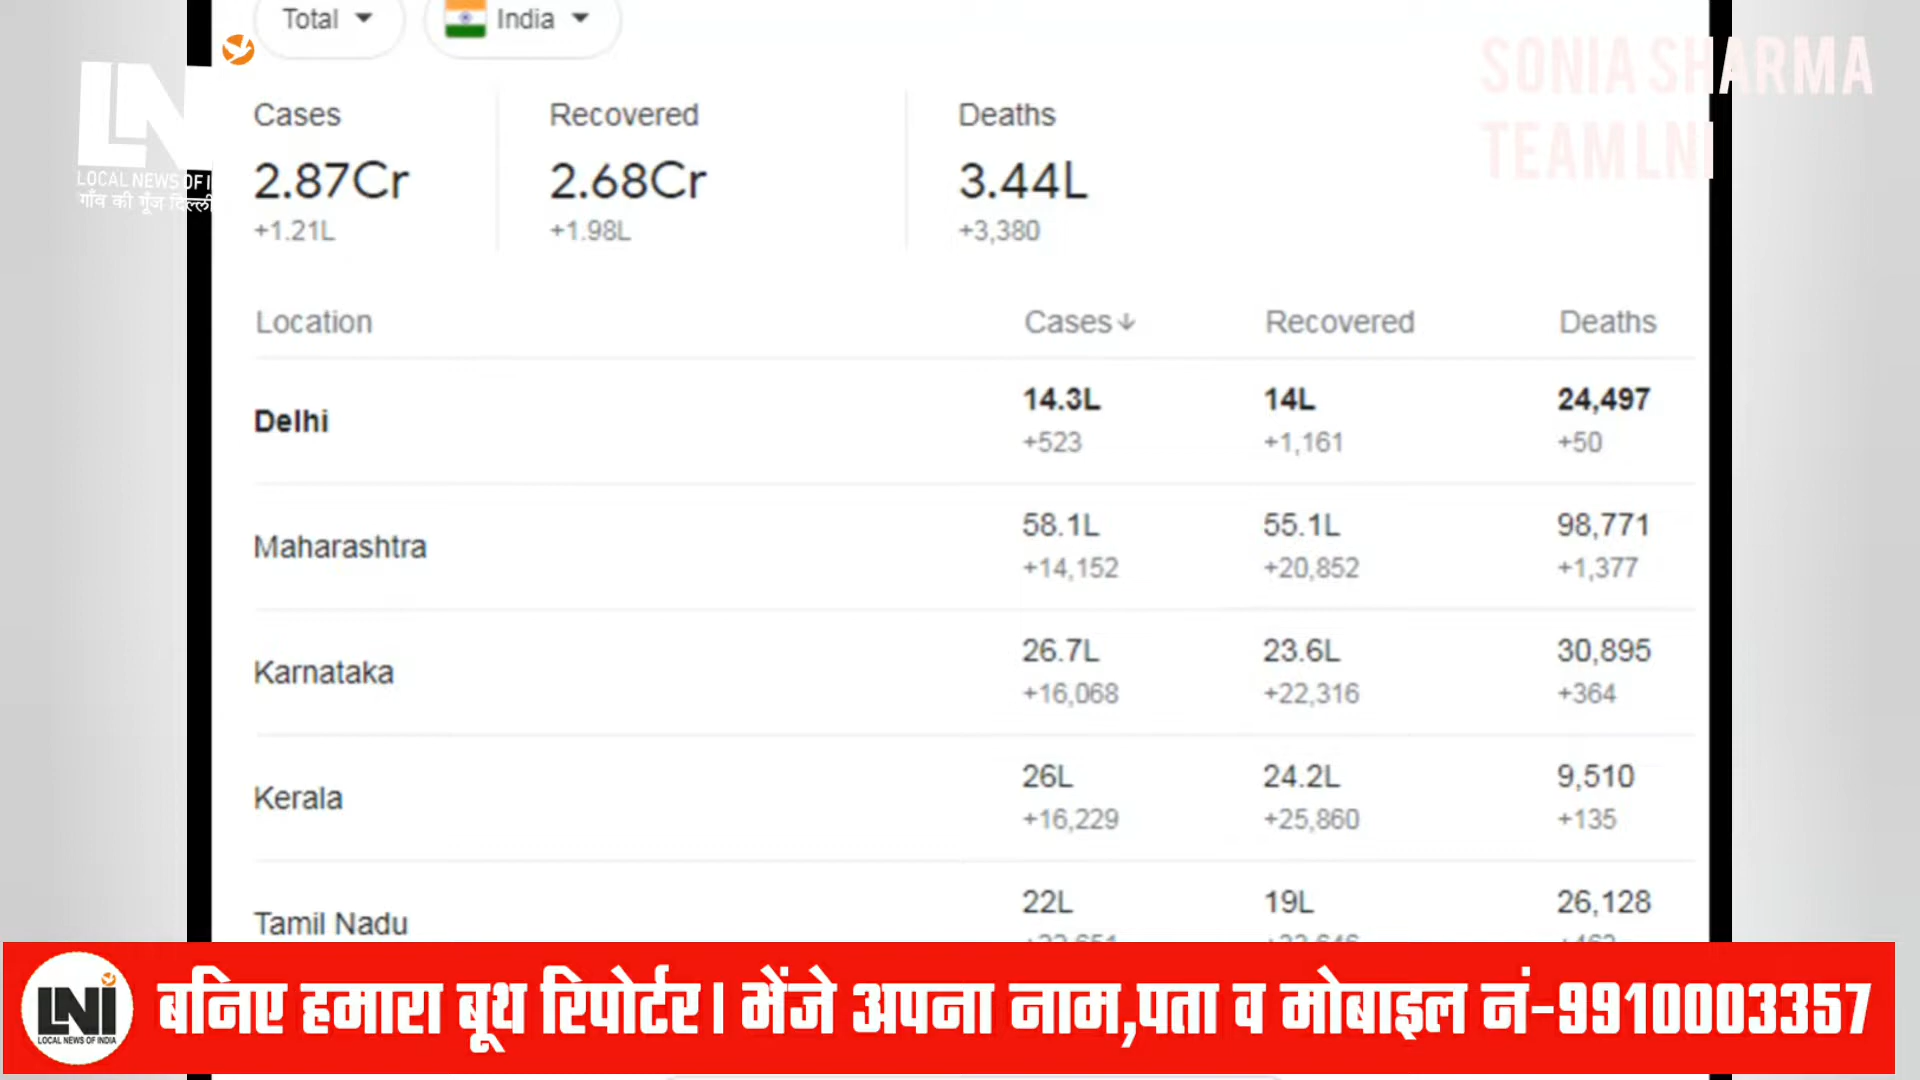 Total
India
SONIA SHARMA
TEAM LNI
LNI
LOCAL NEWS OF I
गाँव की गूँज दिल्ली
Cases Recovered Deaths
2.87Cr 2.68Cr 3.44L
+1.21L +1.98L +3,380
Location Cases↓ Recovered Deaths
Delhi 14.3L 14L 24,497
+523 +1,161 +50
Maharashtra 58.1L 55.1L 98,771
+14,152 +20,852 +1,377
Karnataka 26.7L 23.6L 30,895
+16,068 +22,316 +364
Kerala 26L 24.2L 9,510
+16,229 +25,860 +135
Tamil Nadu 22L 19L 26,128
LNI
LOCAL NEWS OF INDIA
बनिए हमारा बूथ रिपोर्टर। भेंजे अपना नाम,पता व मोबाइल नं-9910003357